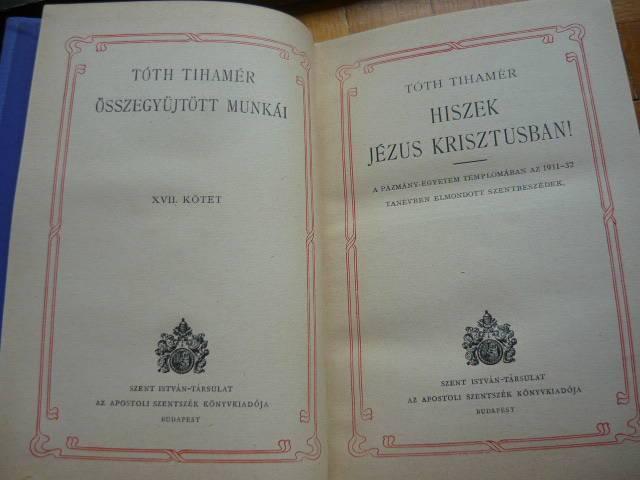 TÓTH TIHAMÉR
ÖSSZEGYŰJTÖTT MUNKÁI
XVII. KÖTET
SZENT ISTVÁN-TÁRSULAT
AZ APOSTOLI SZENTSZÉK KÖNYVKIADÓJA
BUDAPEST
TÓTH TIHAMÉR
HISZEK
JÉZUS KRISZTUSBAN!
A PÁZMÁNY-EGYETEM TEMPLOMÁBAN AZ 1931–32
TANÉVBEN ELMONDOTT SZENTBESZÉDEK.
SZENT ISTVÁN-TÁRSULAT
AZ APOSTOLI SZENTSZÉK KÖNYVKIADÓJA
BUDAPEST